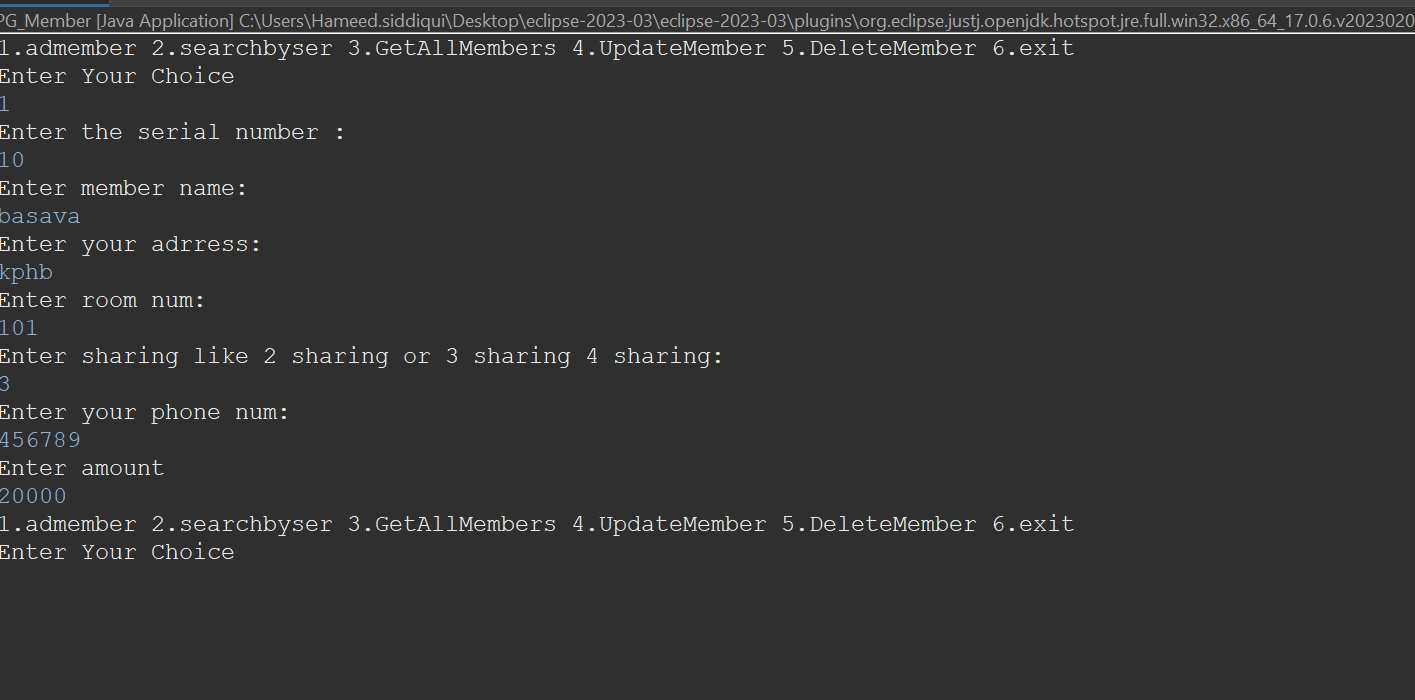 PG_Member [Java Application] C:\Users\Hameed.siddiqui\Desktop\eclipse-2023-03\eclipse-2023-03\plugins\org.eclipse.justj.openjdk.hotspot.jre.full.win32.x86_64_17.0.6.v2023020
1.admember 2.searchbyser 3.GetAllMembers 4.UpdateMember 5.DeleteMember 6.exit
Enter Your Choice
1
Enter the serial number :
10
Enter member name:
basava
Enter your adrress:
kphb
Enter room num:
101
Enter sharing like 2 sharing or 3 sharing 4 sharing:
3
Enter your phone num:
456789
Enter amount
20000
1.admember 2.searchbyser 3.GetAllMembers 4.UpdateMember 5.DeleteMember 6.exit
Enter Your Choice